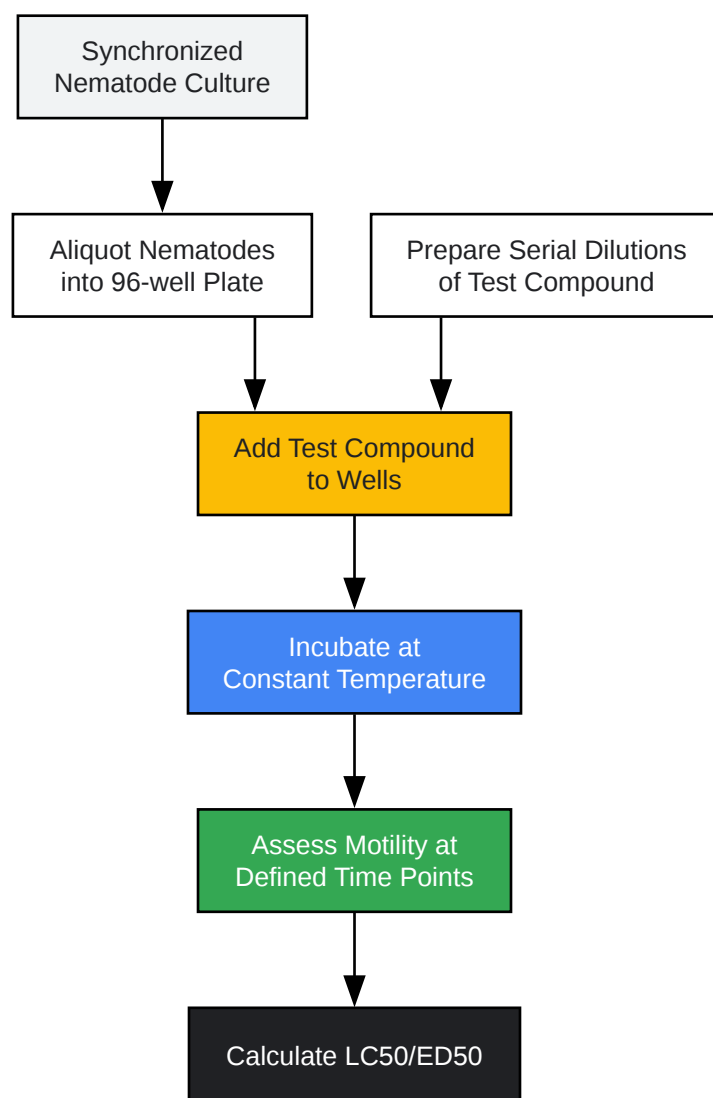 Synchronized
Nematode Culture
Aliquot Nematodes
into 96-well Plate
Prepare Serial Dilutions
of Test Compound
Add Test Compound
to Wells
Incubate at
Constant Temperature
Assess Motility at
Defined Time Points
Calculate LC50/ED50